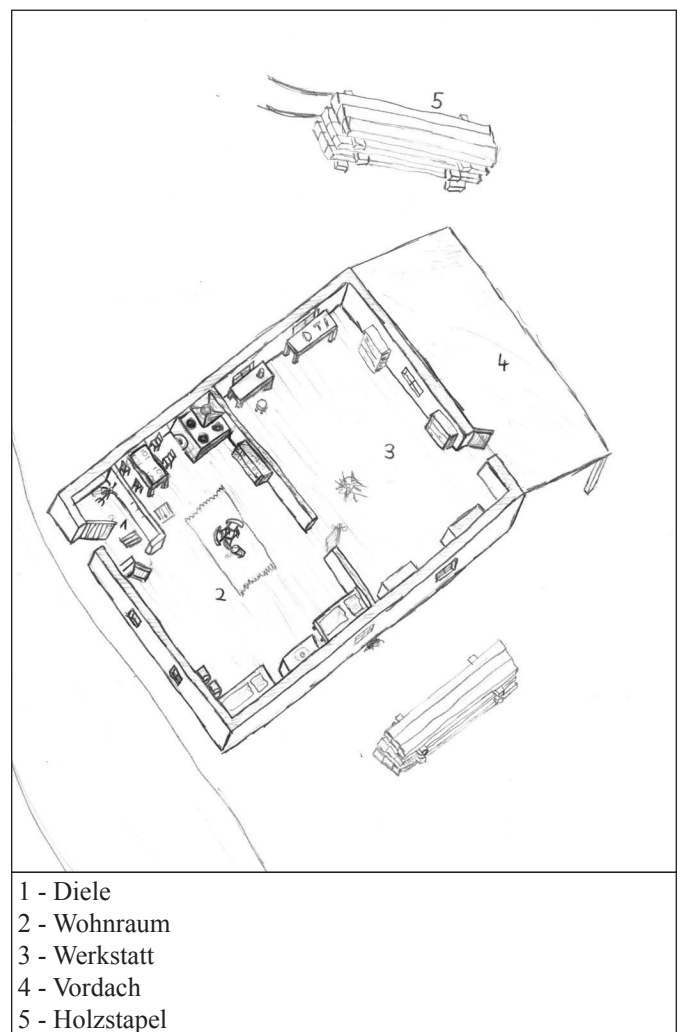 5
4
3
1
2
1 - Diele
2 - Wohnraum
3 - Werkstatt
4 - Vordach
5 - Holzstapel